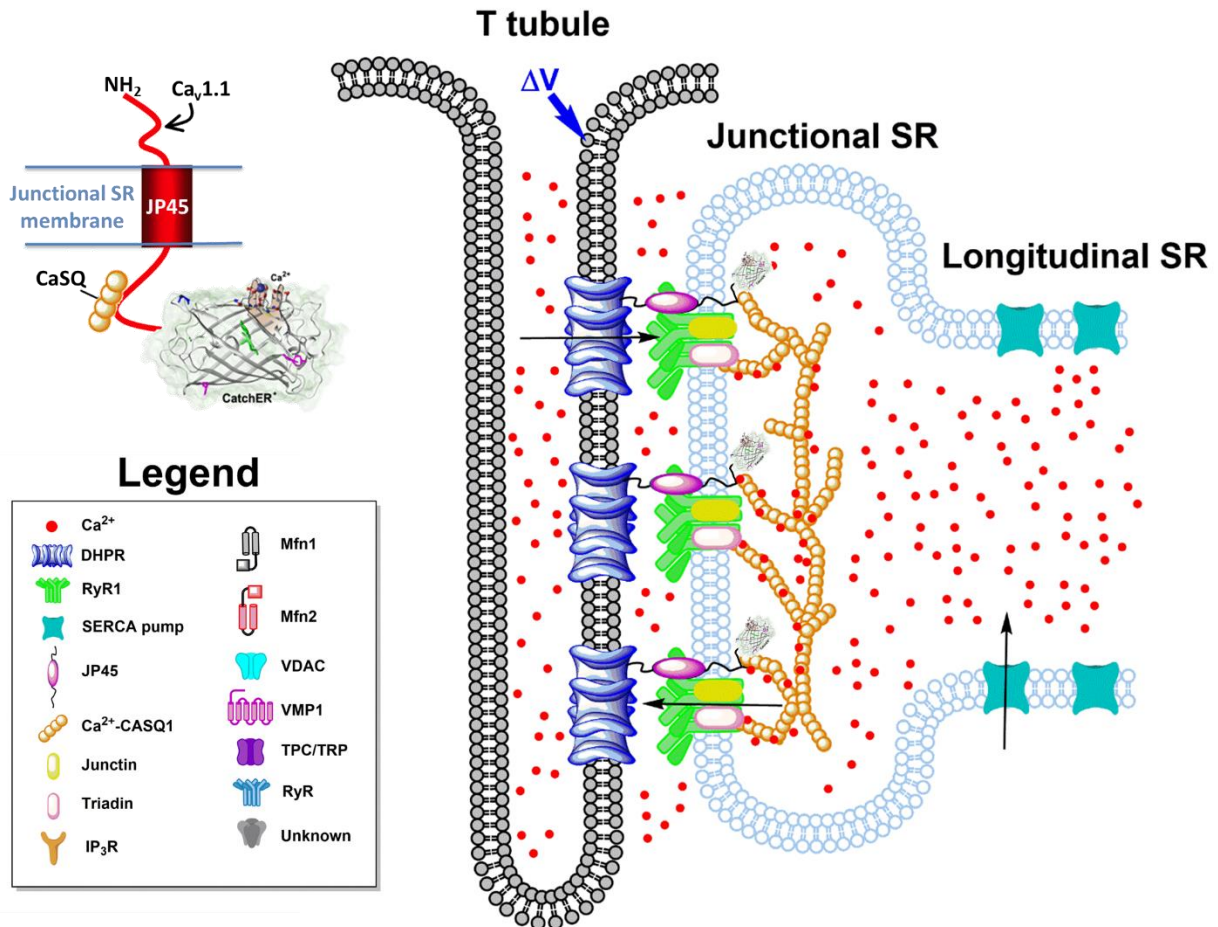 T tubule
ΔV
Junctional SR
Longitudinal SR
NH₂
Caᵥ1.1
Junctional SR
membrane
JP45
CaSQ
Ca²⁺
CatchER⁺
Legend
Ca²⁺
DHPR
RyR1
SERCA pump
JP45
Ca²⁺-CASQ1
Junctin
Triadin
IP₃R
Mfn1
Mfn2
VDAC
VMP1
TPC/TRP
RyR
Unknown